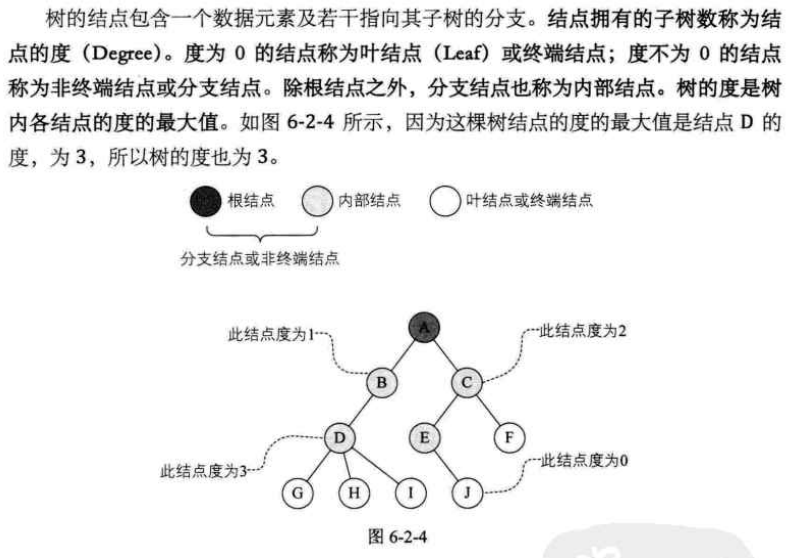 树的结点包含一个数据元素及若干指向其子树的分支。结点拥有的子树数称为结
点的度（Degree）。度为 0 的结点称为叶结点（Leaf）或终端结点；度不为 0 的结点
称为非终端结点或分支结点。除根结点之外，分支结点也称为内部结点。树的度是树
内各结点的度的最大值。如图 6-2-4 所示，因为这棵树结点的度的最大值是结点 D 的
度，为 3，所以树的度也为 3。
根结点 内部结点 叶结点或终端结点
分支结点或非终端结点
A
此结点度为1 此结点度为2
B C
D E F
此结点度为3 此结点度为0
G H I J
图 6-2-4